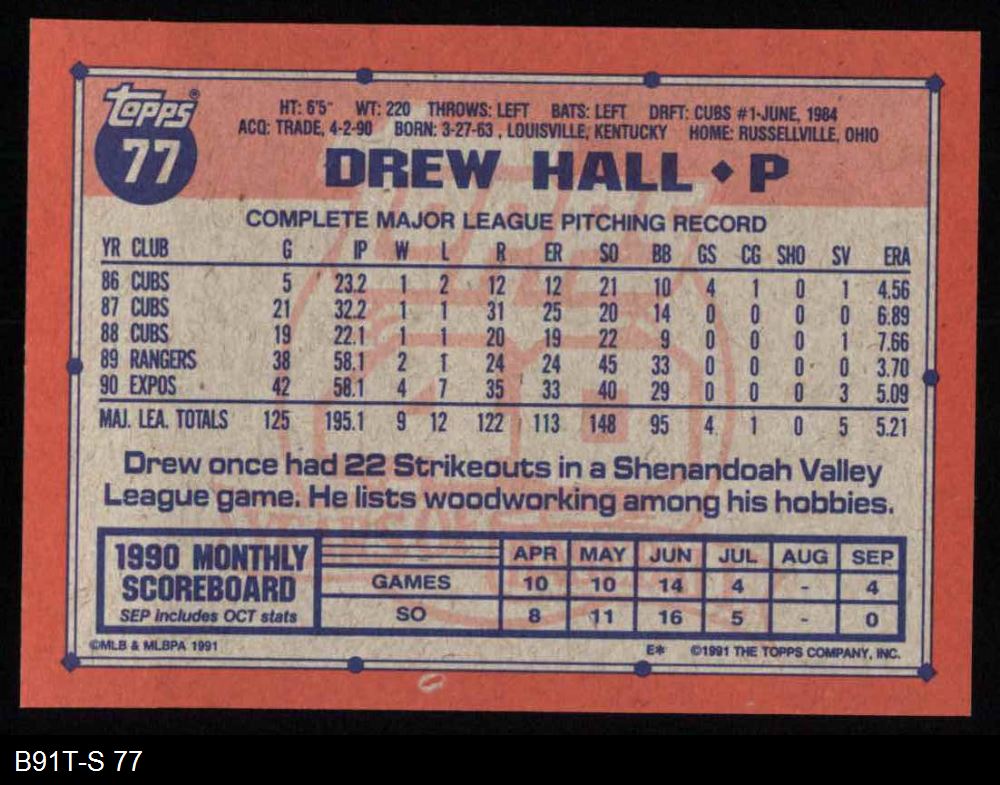 topps®
77
HT: 6'5" WT: 220 THROWS: LEFT BATS: LEFT DRFT: CUBS #1-JUNE, 1984
ACQ: TRADE, 4-2-90 BORN: 3-27-63 , LOUISVILLE, KENTUCKY HOME: RUSSELLVILLE, OHIO
DREW HALL ♦ P
COMPLETE MAJOR LEAGUE PITCHING RECORD
YR CLUB G IP W L R ER SO BB GS CG SHO SV ERA
86 CUBS 5 23.2 1 2 12 12 21 10 4 1 0 1 4.56
87 CUBS 21 32.2 1 1 31 25 20 14 0 0 0 0 6.89
88 CUBS 19 22.1 1 1 20 19 22 9 0 0 0 1 7.66
89 RANGERS 38 58.1 2 1 24 24 45 33 0 0 0 0 3.70
90 EXPOS 42 58.1 4 7 35 33 40 29 0 0 0 3 5.09
MAJ. LEA. TOTALS 125 195.1 9 12 122 113 148 95 4 1 0 5 5.21
Drew once had 22 Strikeouts in a Shenandoah Valley
League game. He lists woodworking among his hobbies.
1990 MONTHLY
SCOREBOARD
SEP includes OCT stats
APR MAY JUN JUL AUG SEP
GAMES 10 10 14 4 - 4
SO 8 11 16 5 - 0
©MLB & MLBPA 1991
E* ©1991 THE TOPPS COMPANY, INC.
B91T-S 77